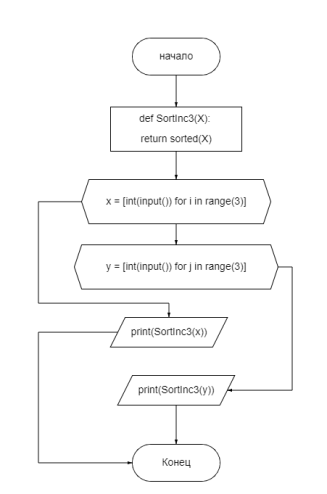 начало
def SortInc3(X):
return sorted(X)
x = [int(input()) for i in range(3)]
y = [int(input()) for j in range(3)]
print(SortInc3(x))
print(SortInc3(y))
Конец